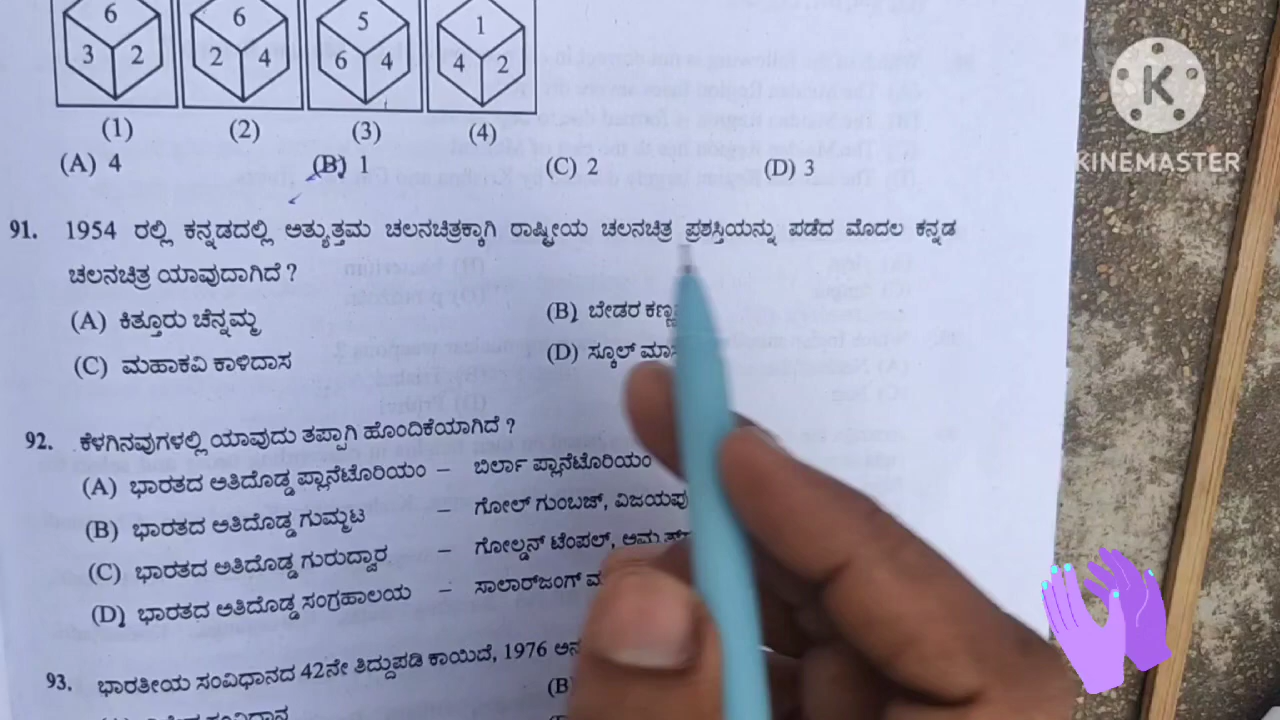 6
3 2
6
2 4
5
6 4
1
4 2
(1) (2) (3) (4)
(A) 4 (B) 1 (C) 2 (D) 3
91. 1954 ರಲ್ಲಿ ಕನ್ನಡದಲ್ಲಿ ಅತ್ಯುತ್ತಮ ಚಲನಚಿತ್ರಕ್ಕಾಗಿ ರಾಷ್ಟ್ರೀಯ ಚಲನಚಿತ್ರ ಪ್ರಶಸ್ತಿಯನ್ನು ಪಡೆದ ಮೊದಲ ಕನ್ನಡ
ಚಲನಚಿತ್ರ ಯಾವುದಾಗಿದೆ ?
(A) ಕಿತ್ತೂರು ಚೆನ್ನಮ್ಮ (B) ಬೇಡರ
(C) ಮಹಾಕವಿ ಕಾಳಿದಾಸ (D) ಸ್ಕೂಲ್
92. ಕೆಳಗಿನವುಗಳಲ್ಲಿ ಯಾವುದು ತಪ್ಪಾಗಿ ಹೊಂದಿಕೆಯಾಗಿದೆ ?
(A) ಭಾರತದ ಅತಿದೊಡ್ಡ ಪ್ಲಾನೆಟೊರಿಯಂ – ಬಿರ್ಲಾ ಪ್ಲಾನೆಟೊರಿಯಂ
(B) ಭಾರತದ ಅತಿದೊಡ್ಡ ಗುಮ್ಮಟ – ಗೋಲ್ ಗುಂಬಜ್, ವಿಜಯಪು
(C) ಭಾರತದ ಅತಿದೊಡ್ಡ ಗುರುದ್ವಾರ – ಗೋಲ್ಡನ್ ಟೆಂಪಲ್,
(D) ಭಾರತದ ಅತಿದೊಡ್ಡ ಸಂಗ್ರಹಾಲಯ – ಸಾಲಾರ್‌ಜಂಗ್
93. ಭಾರತೀಯ ಸಂವಿಧಾನದ 42ನೇ ತಿದ್ದುಪಡಿ ಕಾಯಿದೆ, 1976
(B)
K
KINEMASTER